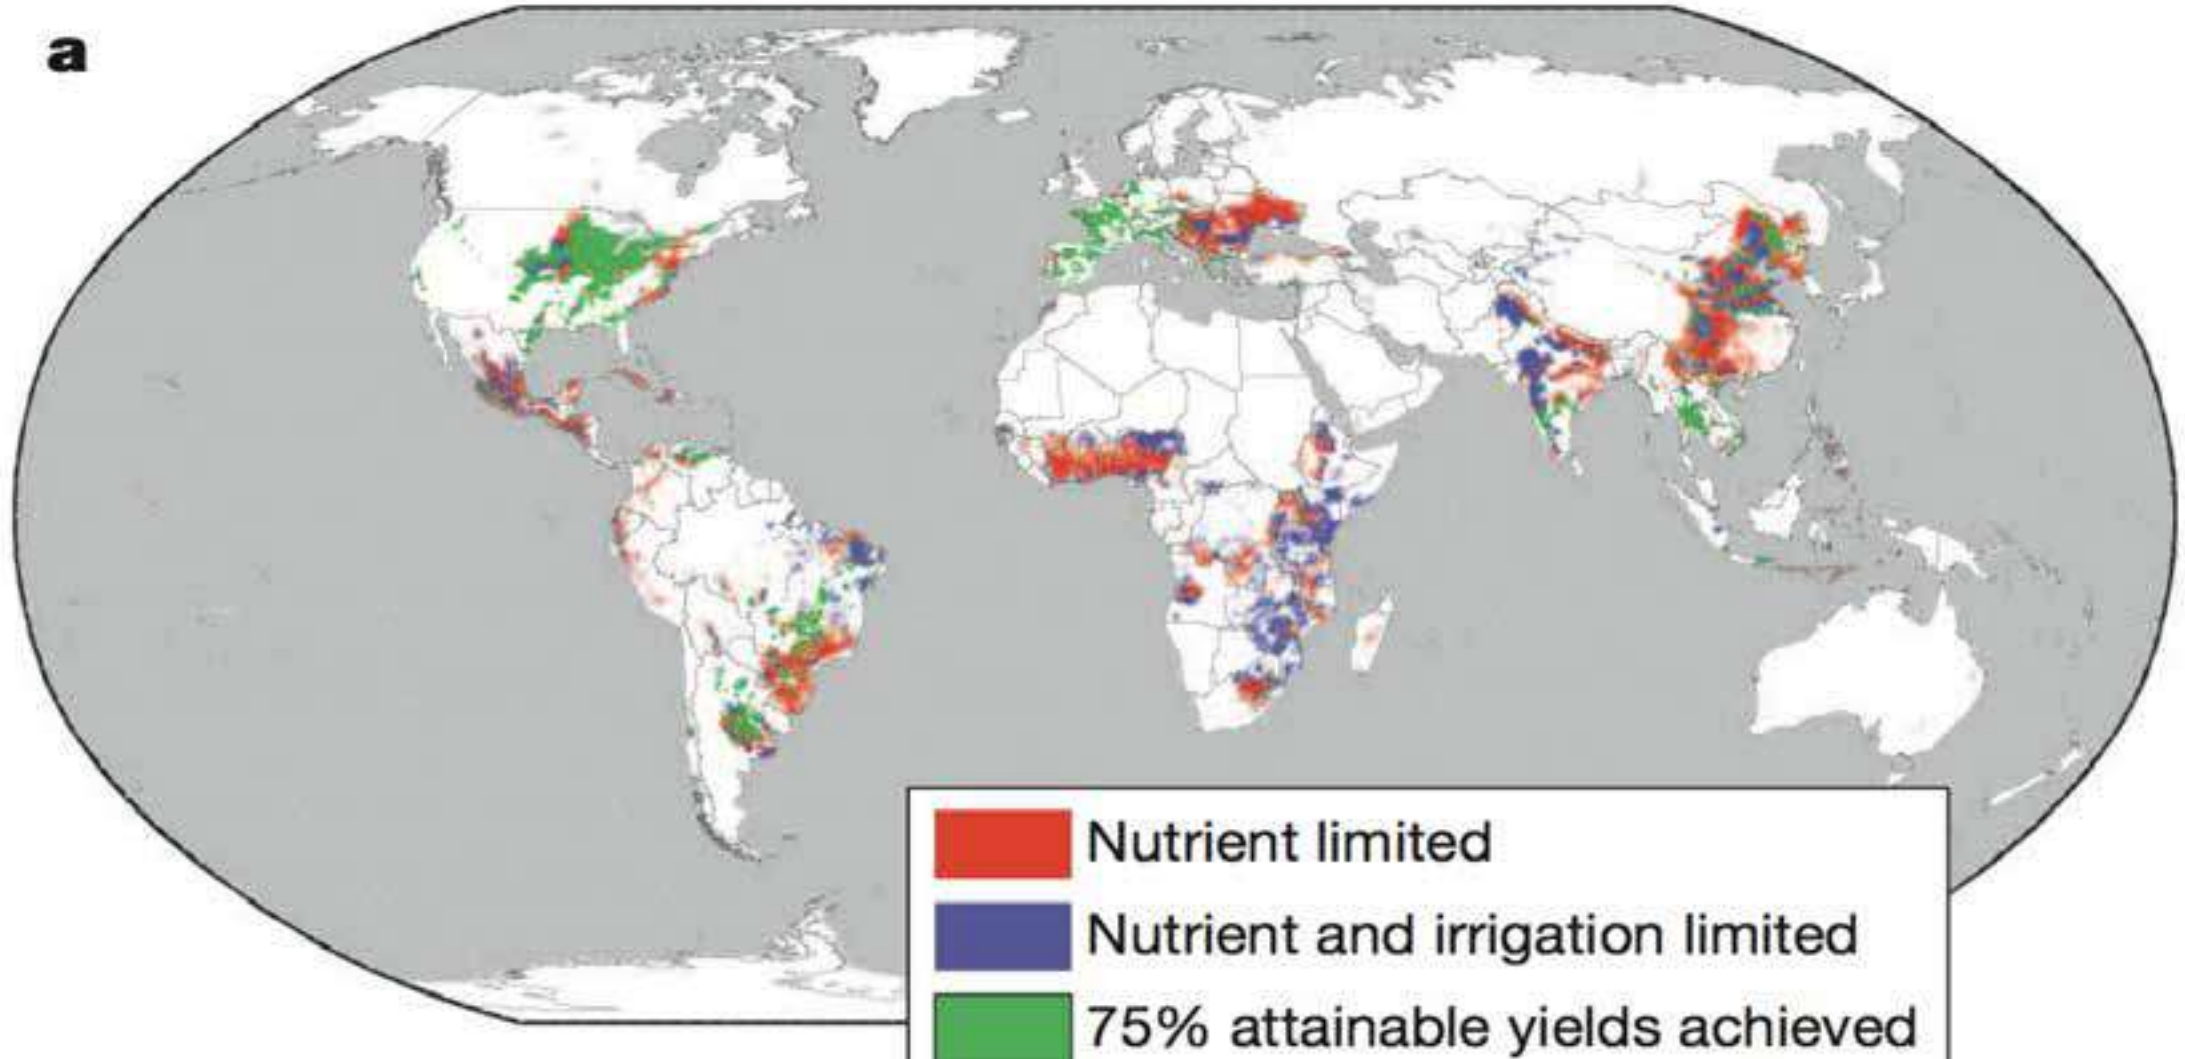 a
Nutrient limited
Nutrient and irrigation limited
75% attainable yields achieved